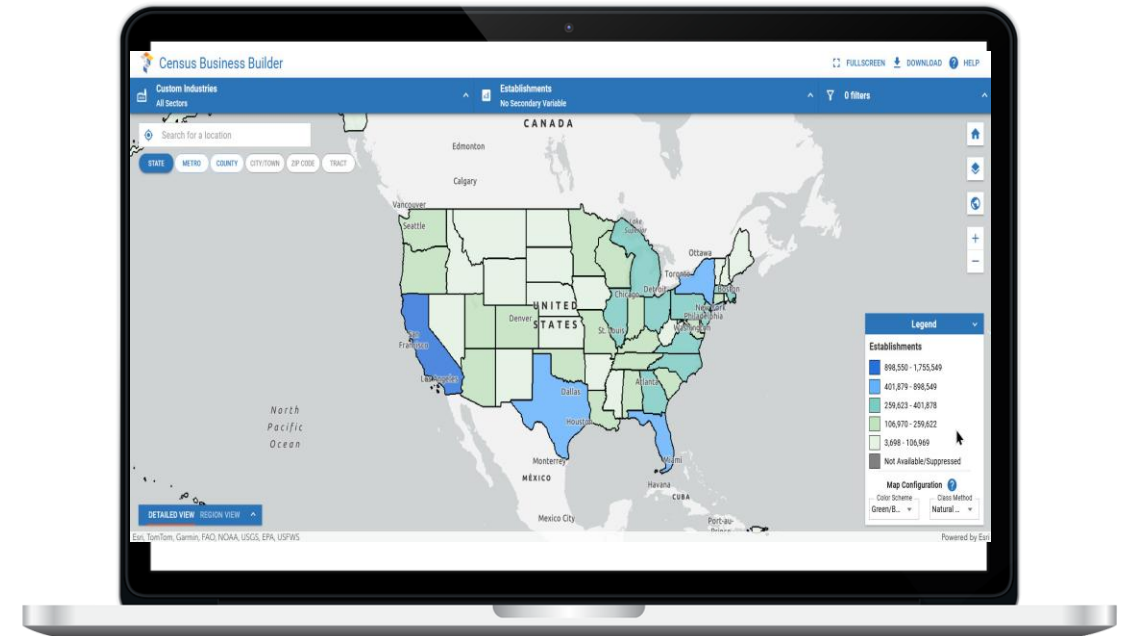 Census Business Builder
FULLSCREEN DOWNLOAD HELP
Custom Industries
All Sectors
Establishments
No Secondary Variable
0 filters
Search for a location
STATE METRO COUNTY CITY/TOWN ZIP CODE TRACT
CANADA
Edmonton
Calgary
Vancouver
Seattle
Lake
Superior
Ottawa
Toronto
Boston
Detroit
Chicago
New York
Philadelphia
Washington
UNITED
STATES
Denver
St. Louis
San
Francisco
Los Angeles
Atlanta
Dallas
Houston
Miami
Monterrey
MÉXICO
Havana
CUBA
Mexico City
Port-au-
Prince
North
Pacific
Ocean
Legend
Establishments
898,550 - 1,755,549
401,879 - 898,549
259,623 - 401,878
106,970 - 259,622
3,698 - 106,969
Not Available/Suppressed
Map Configuration
Color Scheme Class Method
Green/B... Natural ...
DETAILED VIEW REGION VIEW
Esri, TomTom, Garmin, FAO, NOAA, USGS, EPA, USFWS
Powered by Esri